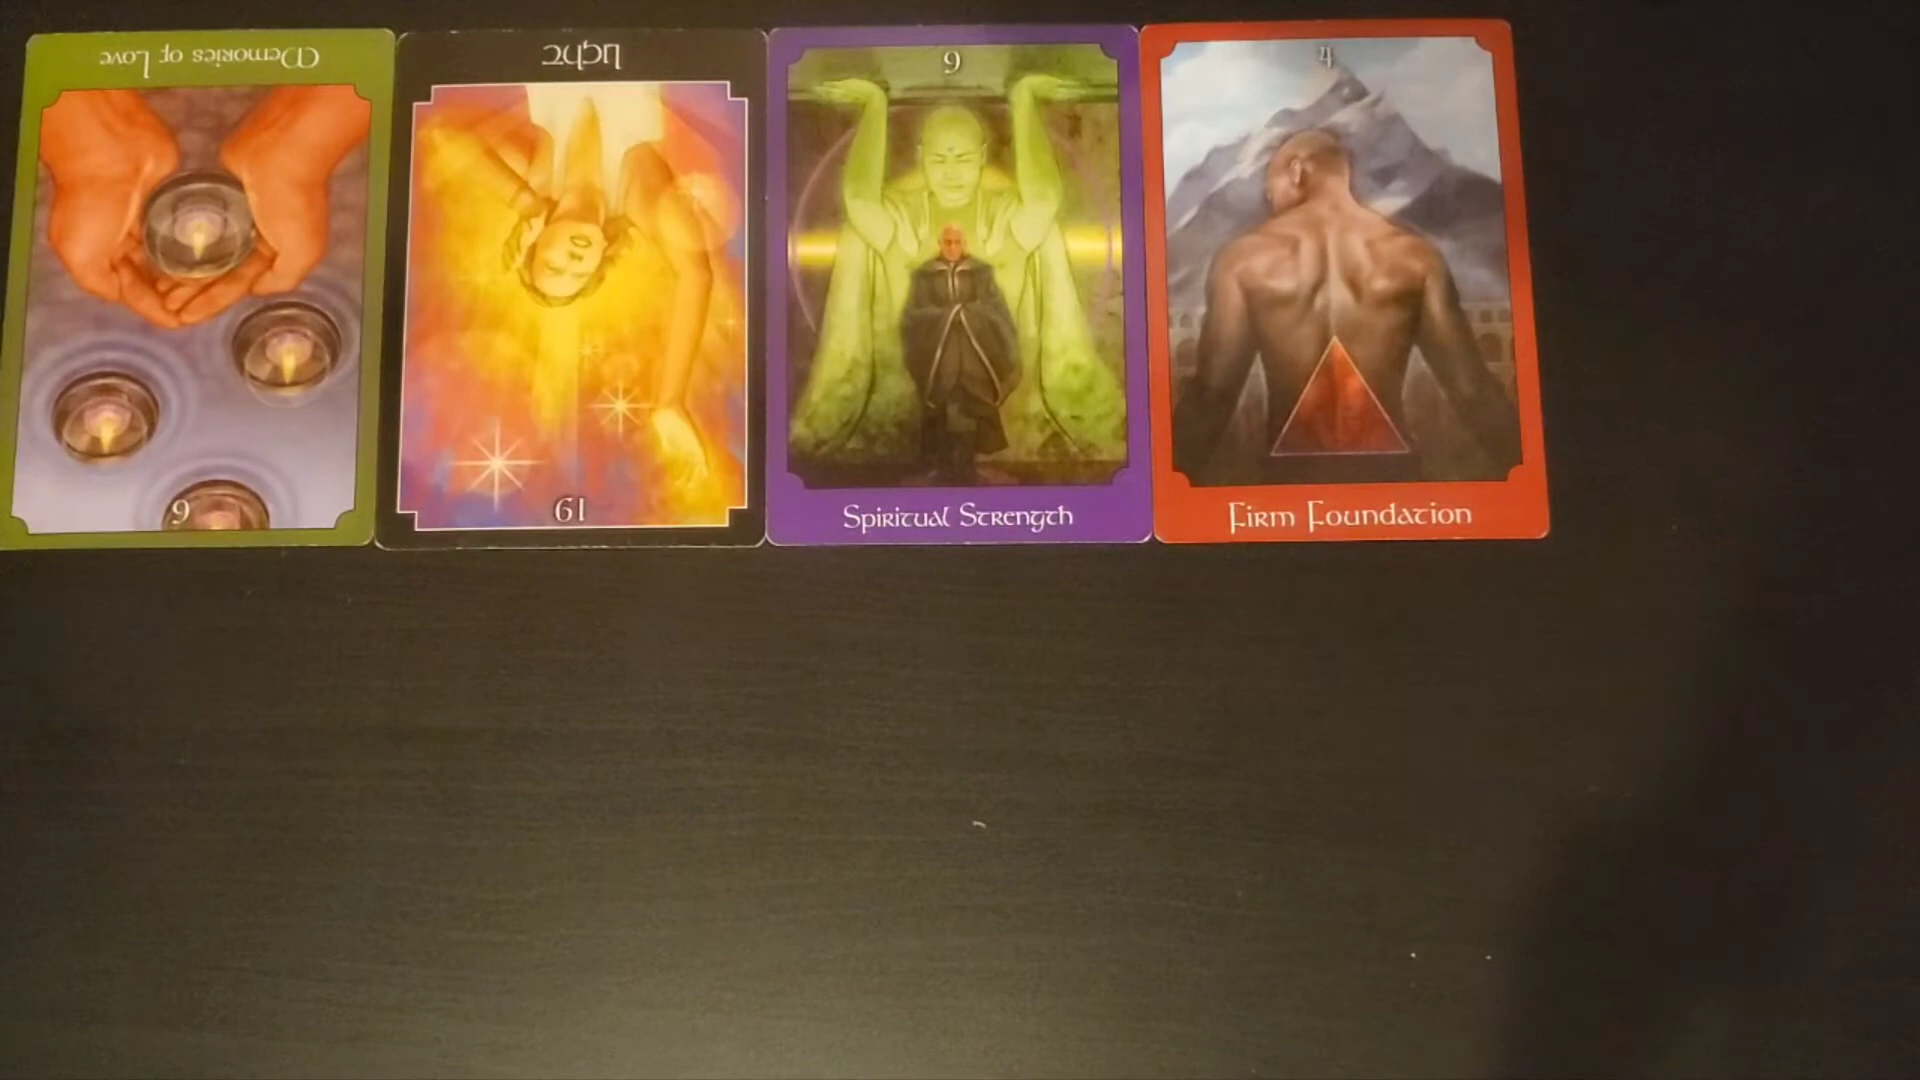 Memories of Love
6
Light
19
9
Spiritual Strength
4
Firm Foundation